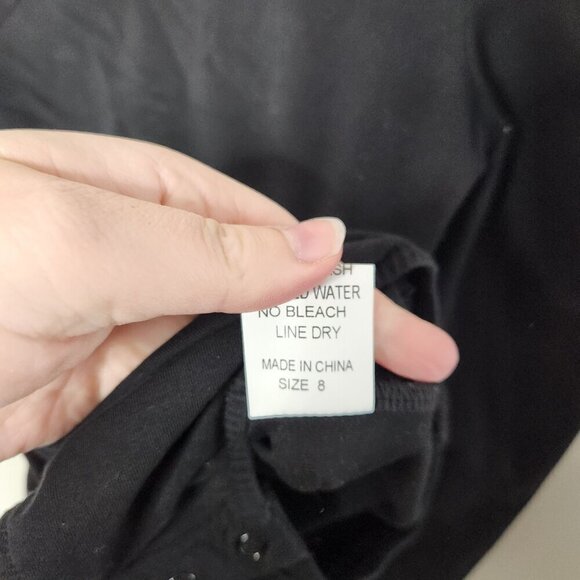 WATER
NO BLEACH
LINE DRY
MADE IN CHINA
SIZE 8